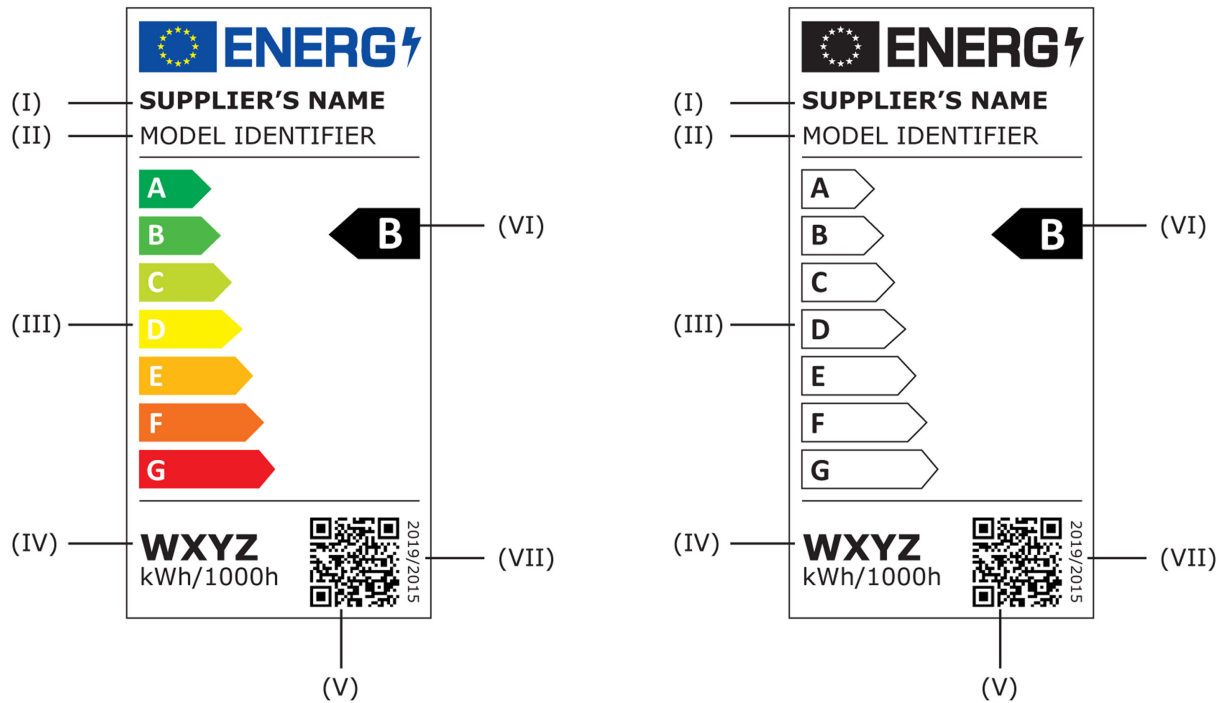 ENERG
SUPPLIER'S NAME
MODEL IDENTIFIER
A
B
C
D
E
F
G
B
WXYZ
kWh/1000h
2019/2015
(I)
(II)
(III)
(IV)
(V)
(VI)
(VII)
ENERG
SUPPLIER'S NAME
MODEL IDENTIFIER
A
B
C
D
E
F
G
B
WXYZ
kWh/1000h
2019/2015
(I)
(II)
(III)
(IV)
(V)
(VI)
(VII)